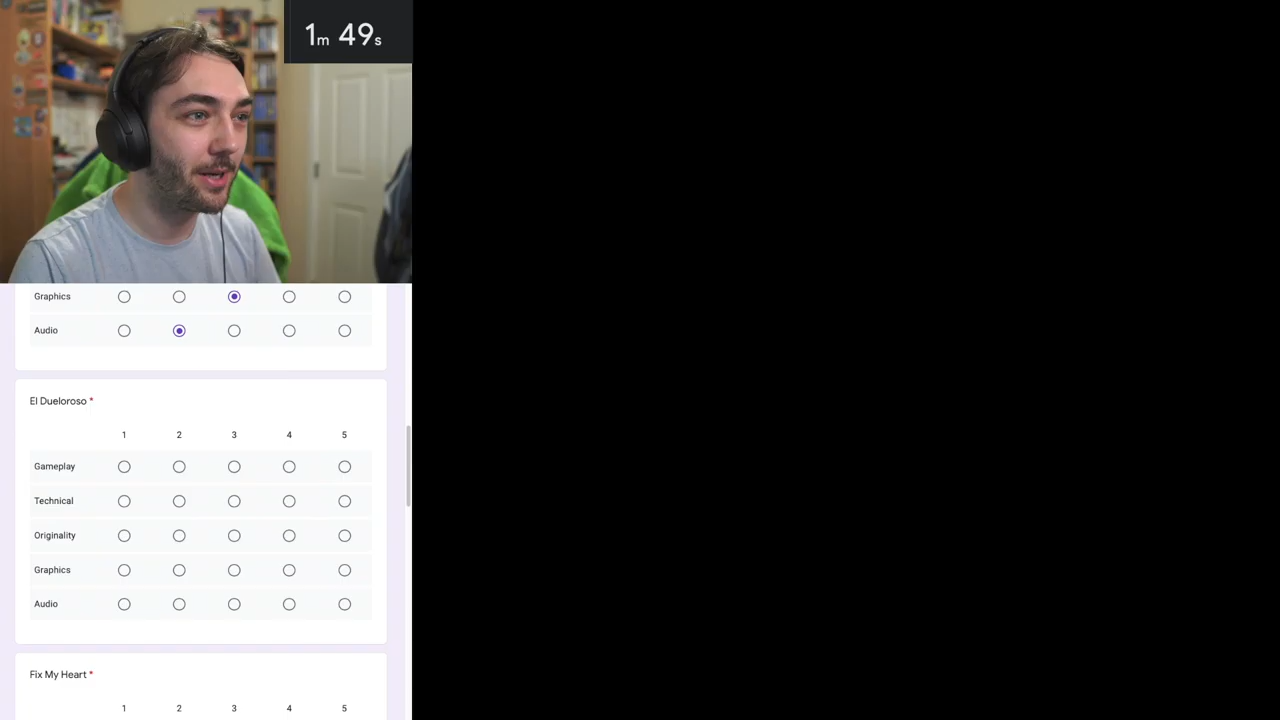 1m 49s
Graphics
Audio
El Dueloroso *
1 2 3 4 5
Gameplay
Technical
Originality
Graphics
Audio
Fix My Heart *
1 2 3 4 5